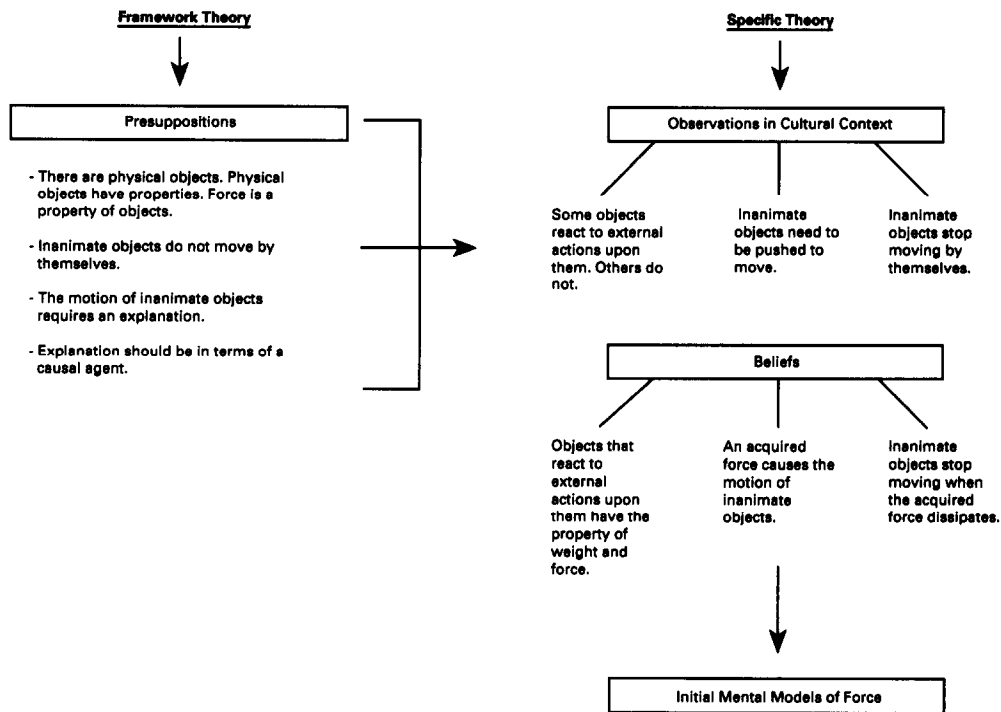 Framework Theory
Presuppositions
- There are physical objects. Physical
objects have properties. Force is a
property of objects.
- Inanimate objects do not move by
themselves.
- The motion of inanimate objects
requires an explanation.
- Explanation should be in terms of a
causal agent.
Specific Theory
Observations in Cultural Context
Some objects
react to external
actions upon
them. Others do
not.
Inanimate
objects need to
be pushed to
move.
Inanimate
objects stop
moving by
themselves.
Beliefs
Objects that
react to
external
actions upon
them have the
property of
weight and
force.
An acquired
force causes the
motion of
inanimate
objects.
Inanimate
objects stop
moving when
the acquired
force dissipates.
Initial Mental Models of Force